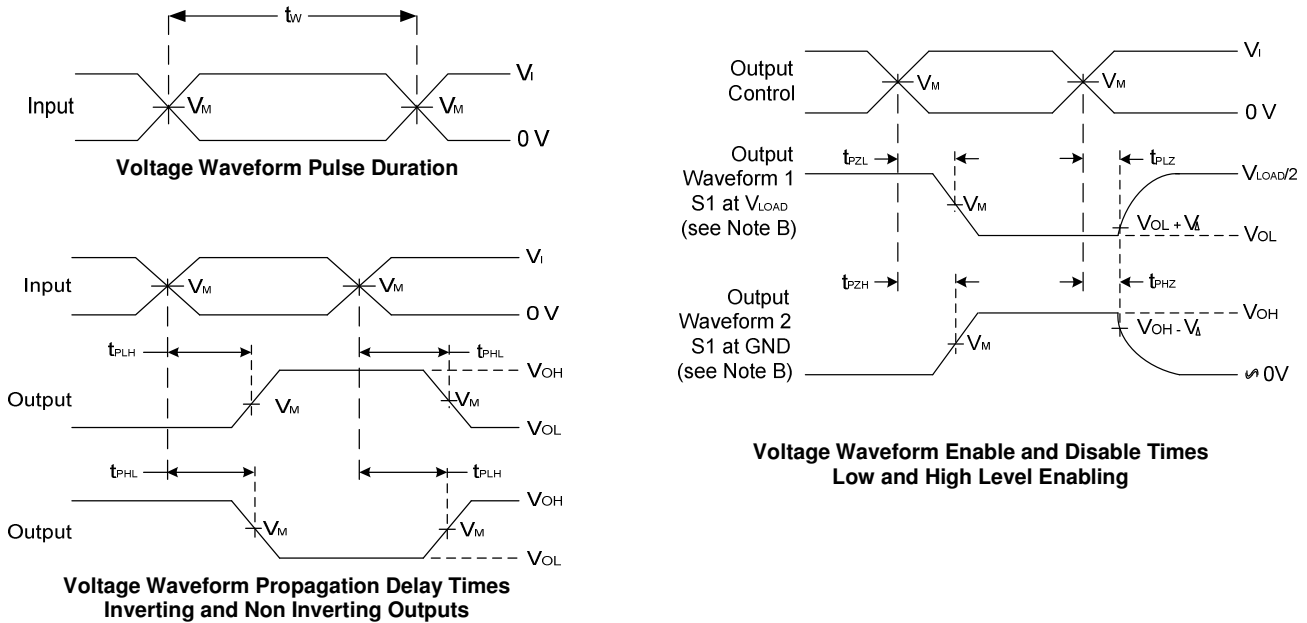 tW
Input
VM
VM
VI
0 V
Voltage Waveform Pulse Duration
Input
VM
VM
VI
0 V
tPLH
tPHL
Output
VM
VM
VOH
VOL
tPHL
tPLH
Output
VM
VM
VOH
VOL
Voltage Waveform Propagation Delay Times
Inverting and Non Inverting Outputs
Output
Control
VM
VM
VI
0 V
Output
Waveform 1
S1 at VLOAD
(see Note B)
tPZL
tPLZ
VM
VLOAD/2
VOL + VΔ
VOL
Output
Waveform 2
S1 at GND
(see Note B)
tPZH
tPHZ
VM
VOH
VOH - VΔ
∽0V
Voltage Waveform Enable and Disable Times
Low and High Level Enabling